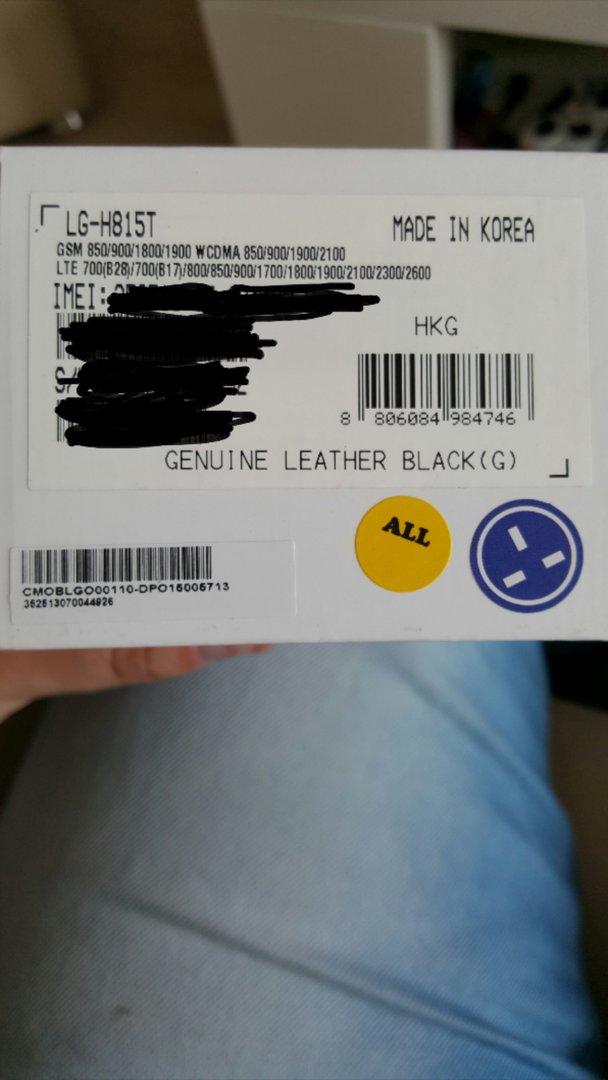 LG-H815T
MADE IN KOREA
GSM 850/900/1800/1900 WCDMA 850/900/1900/2100
LTE 700(B28)/700(B17)/800/850/900/1700/1800/1900/2100/2300/2600
IMEI:
HKG
8 806084 984746
GENUINE LEATHER BLACK(G)
ALL
CMOBLGO00110-DPO15005713
352513070044926